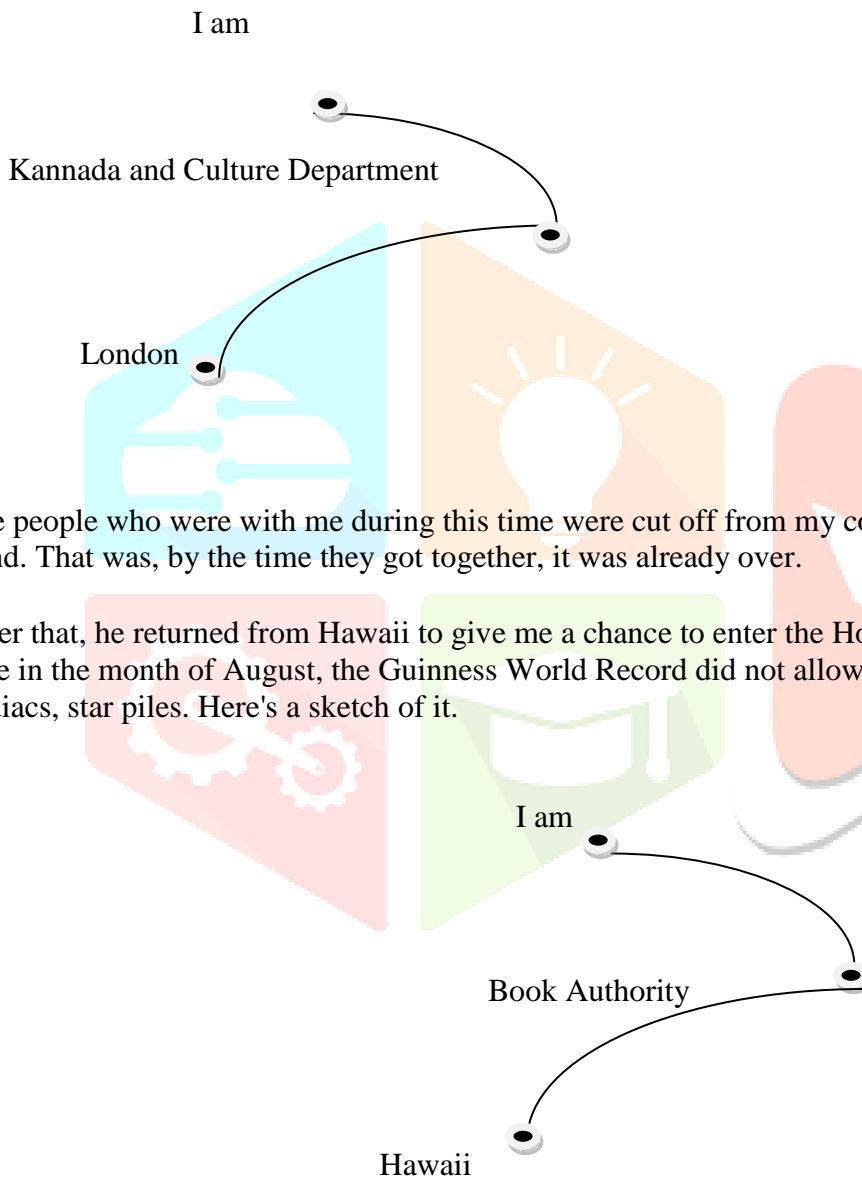 I am
Kannada and Culture Department
London
e people who were with me during this time were cut off from my co
nd. That was, by the time they got together, it was already over.
er that, he returned from Hawaii to give me a chance to enter the Ho
e in the month of August, the Guinness World Record did not allow
liacs, star piles. Here's a sketch of it.
I am
Book Authority
Hawaii